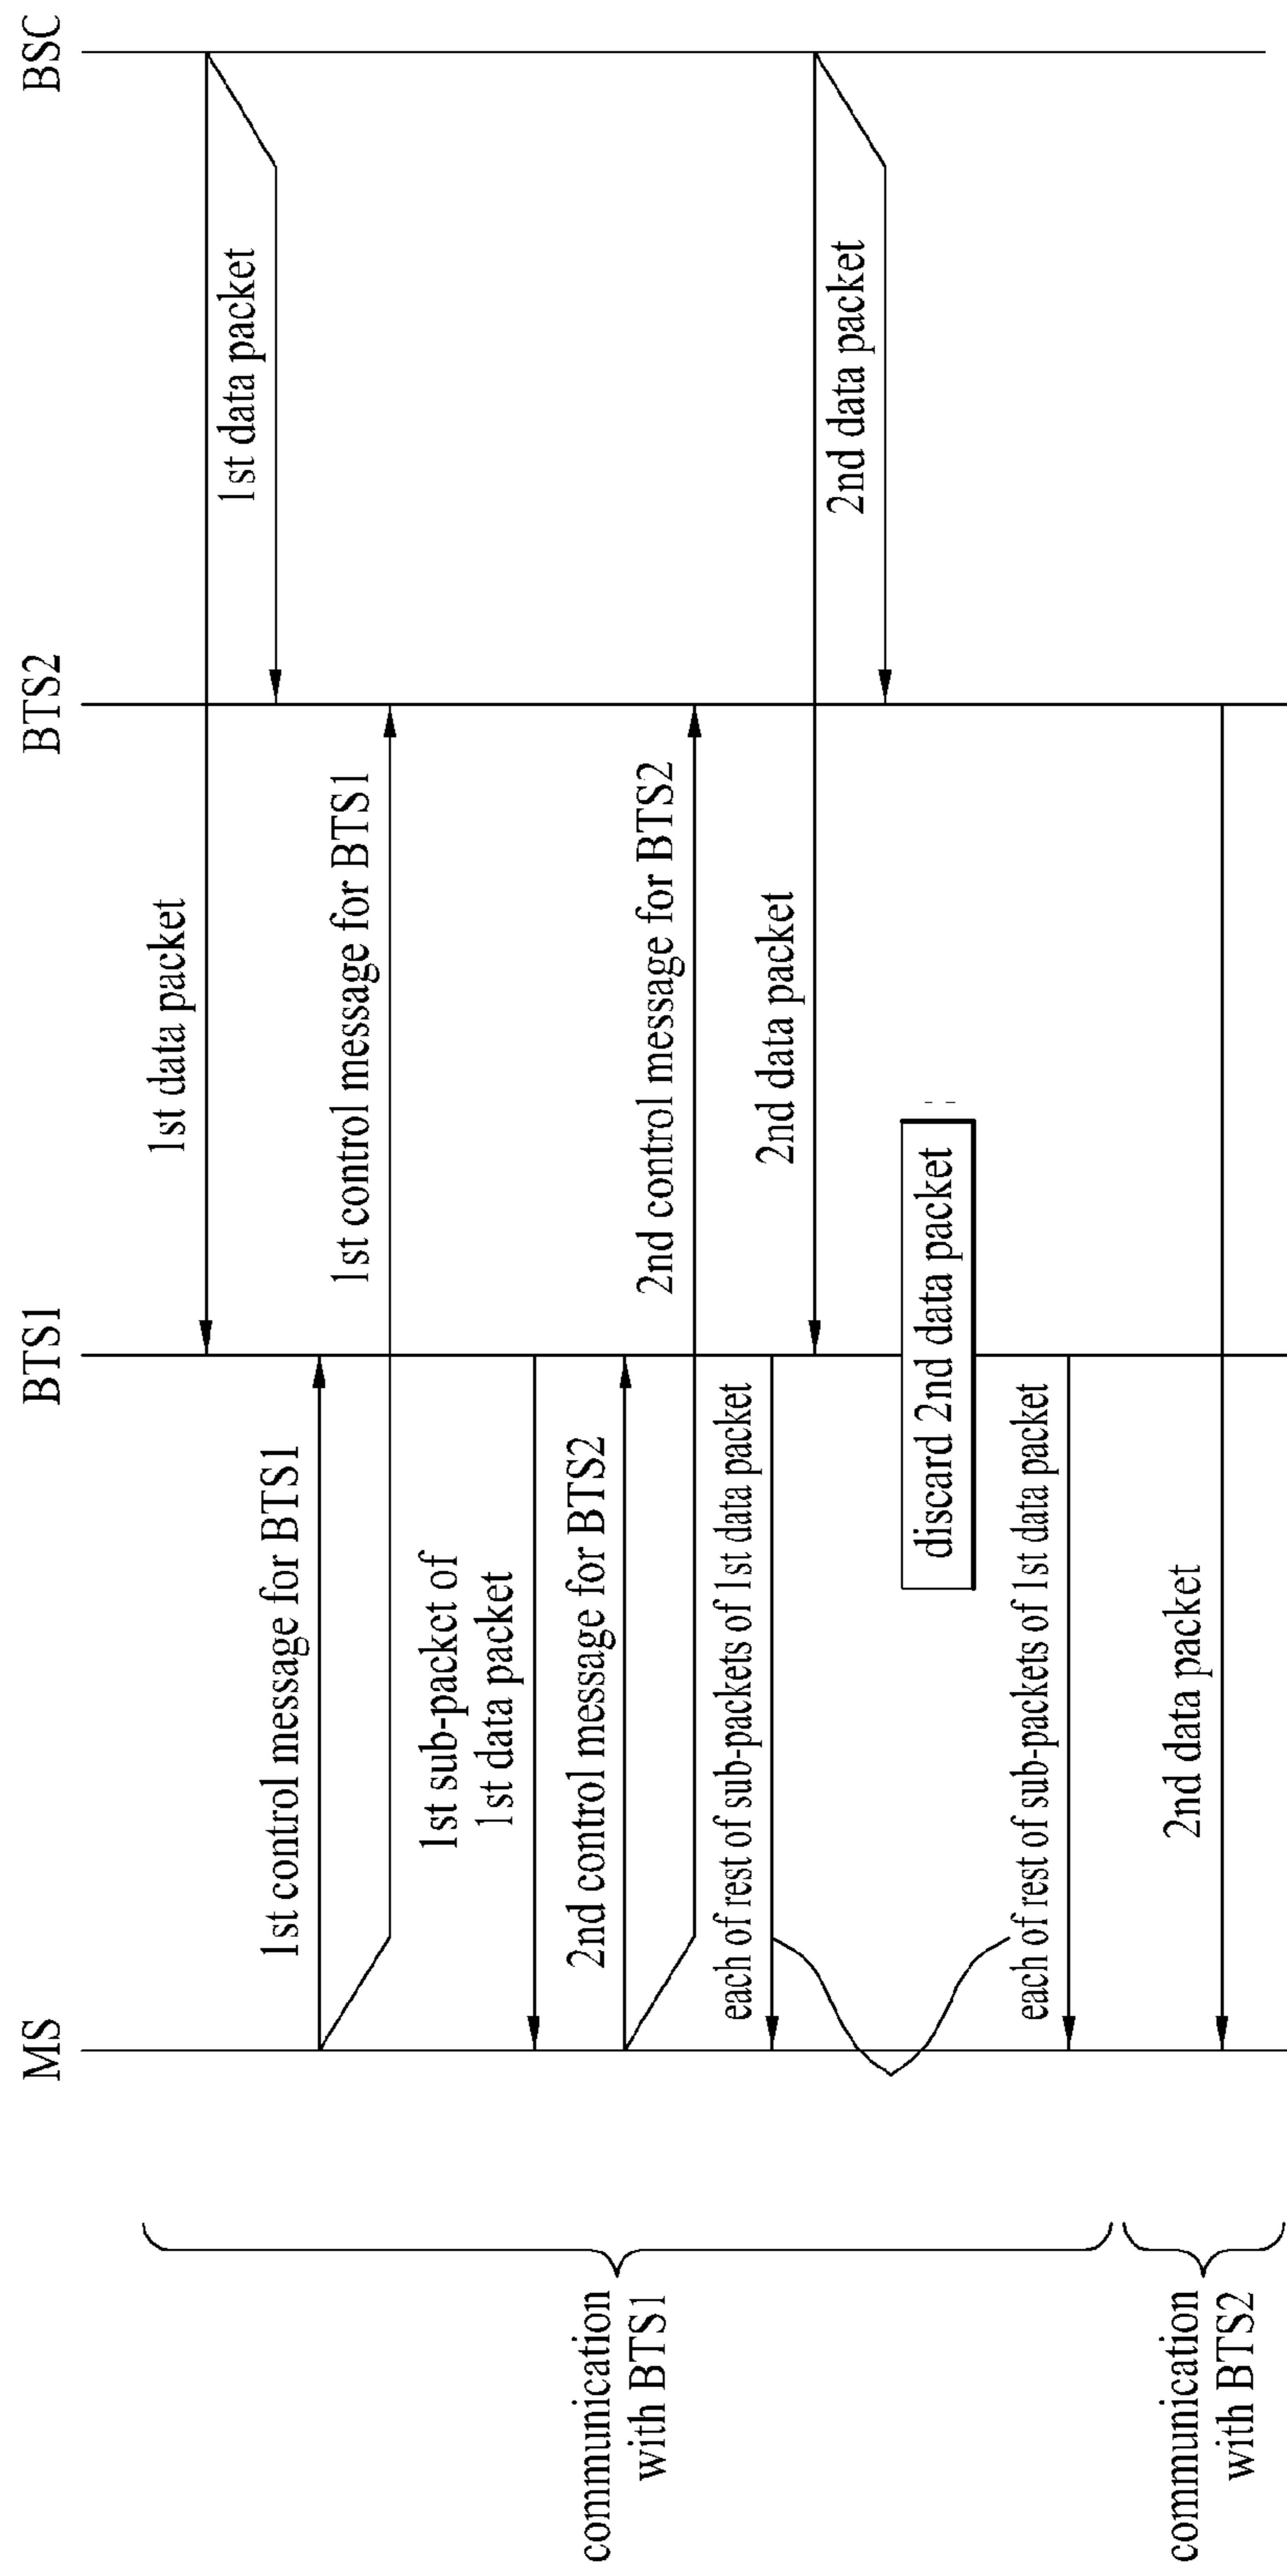 MS
BTS1
BTS2
BSC
1st data packet
1st data packet
1st control message for BTS1
1st control message for BTS1
1st sub-packet of
1st data packet
2nd control message for BTS2
2nd control message for BTS2
each of rest of sub-packets of 1st data packet
2nd data packet
2nd data packet
discard 2nd data packet
each of rest of sub-packets of 1st data packet
2nd data packet
communication
with BTS1
communication
with BTS2